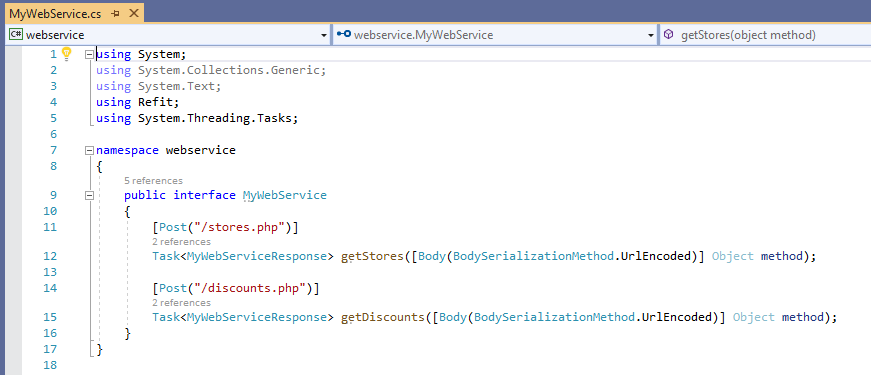 MyWebService.cs
webservice
webservice.MyWebService
getStores(object method)
1 using System;
2 using System.Collections.Generic;
3 using System.Text;
4 using Refit;
5 using System.Threading.Tasks;
6
7 namespace webservice
8 {
5 references
9 public interface MyWebService
10 {
11 [Post("/stores.php")]
2 references
12 Task<MyWebServiceResponse> getStores([Body(BodySerializationMethod.UrlEncoded)] Object method);
13
14 [Post("/discounts.php")]
2 references
15 Task<MyWebServiceResponse> getDiscounts([Body(BodySerializationMethod.UrlEncoded)] Object method);
16 }
17 }
18